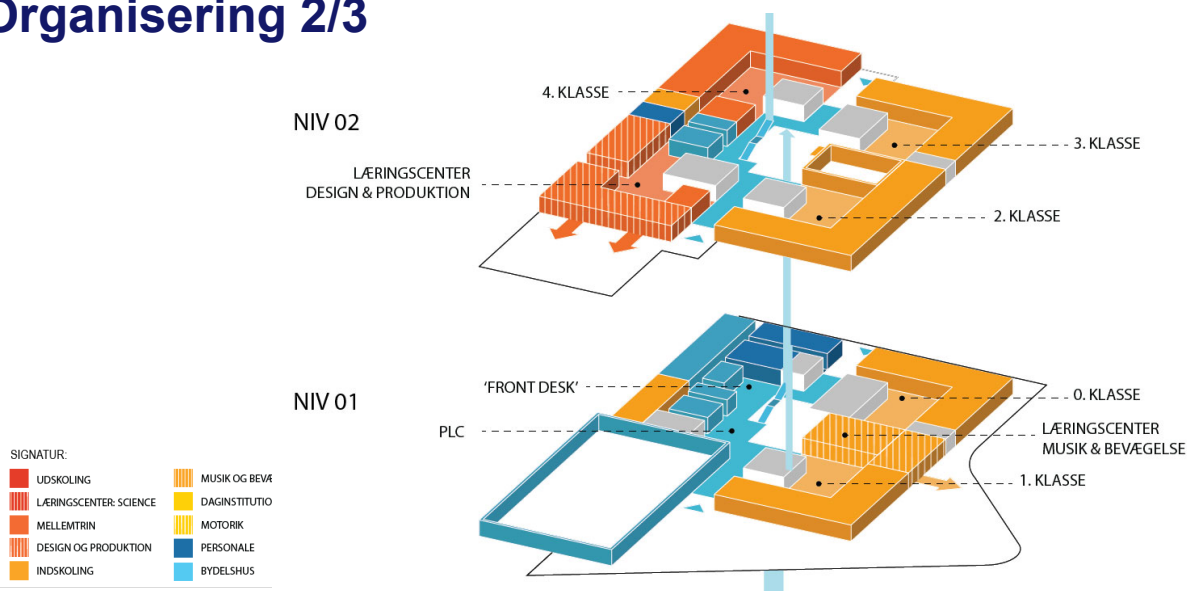 Organisering 2/3
NIV 02
4. KLASSE
3. KLASSE
LÆRINGSCENTER
DESIGN & PRODUKTION
2. KLASSE
NIV 01
'FRONT DESK'
0. KLASSE
PLC
LÆRINGSCENTER
MUSIK & BEVÆGELSE
1. KLASSE
SIGNATUR:
UDSKOLING
LÆRINGSCENTER: SCIENCE
MELLEMTRIN
DESIGN OG PRODUKTION
INDSKOLING
MUSIK OG BEVÆ
DAGINSTITUTIO
MOTORIK
PERSONALE
BYDELSHUS